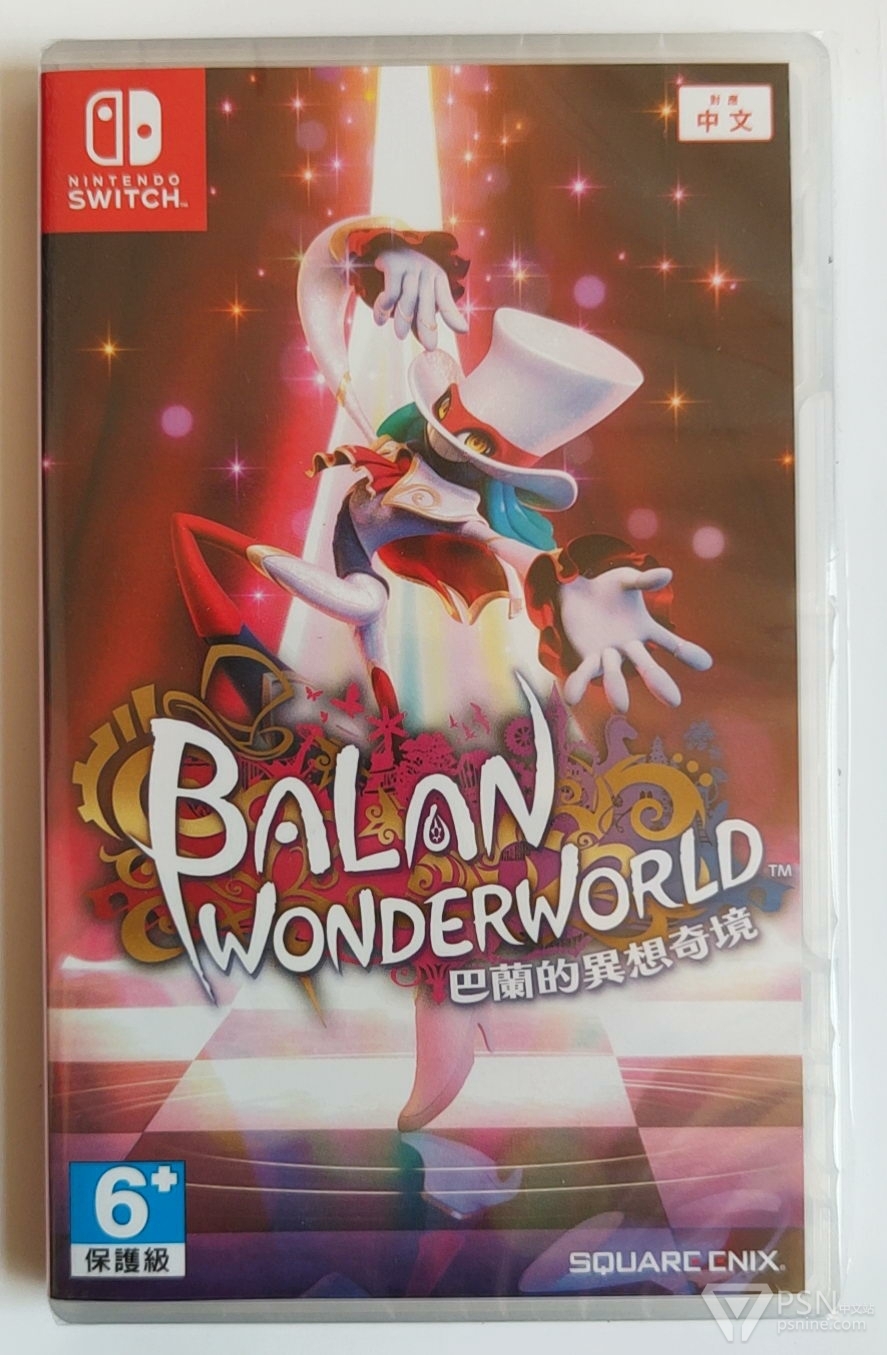 NINTENDO
SWITCH™
對應
中文
BALAN
WONDERWORLD™
巴蘭的異想奇境
6+
保護級
SQUARE ENIX®
PSN中文站
psnine.com